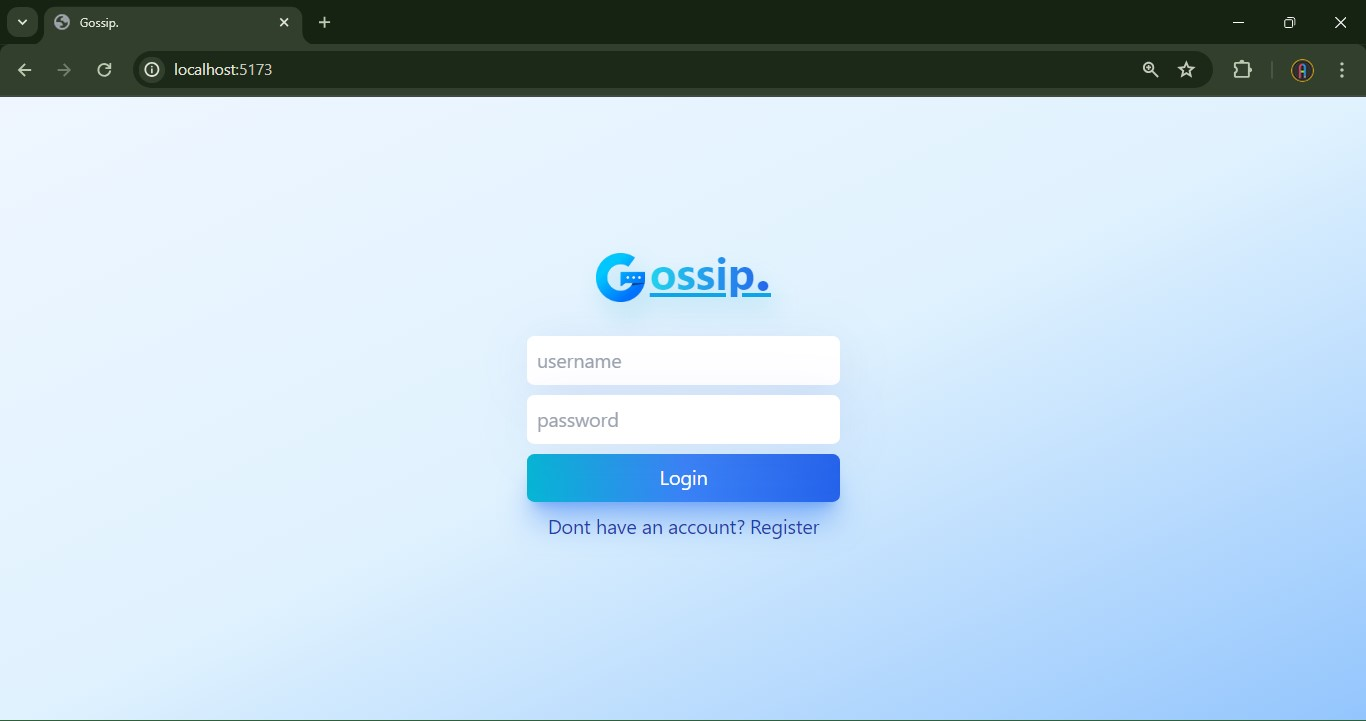 Gossip.
localhost:5173
Gossip.
username
password
Login
Dont have an account? Register